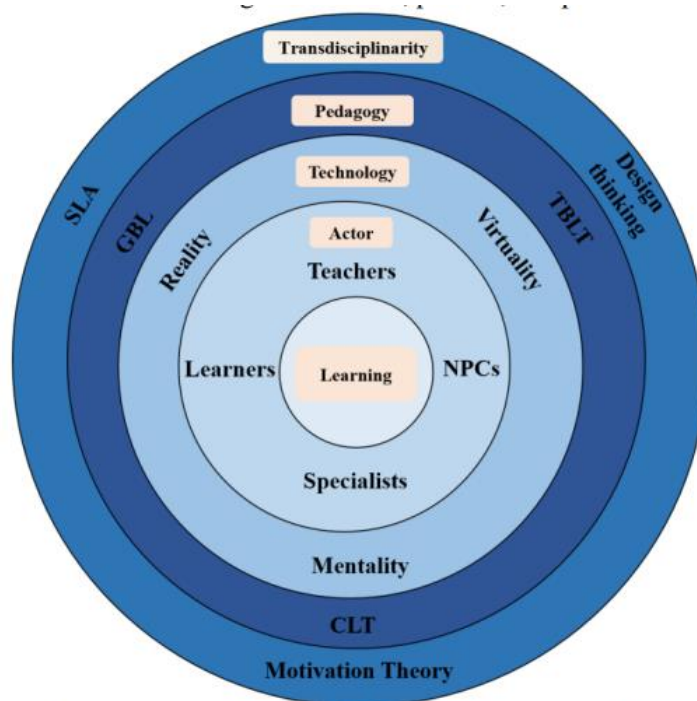 Transdisciplinarity
Pedagogy
Technology
Actor
Teachers
Learners
Learning
NPCs
Specialists
Reality
Virtuality
Mentality
GBL
TBLT
CLT
SLA
Design
thinking
Motivation Theory